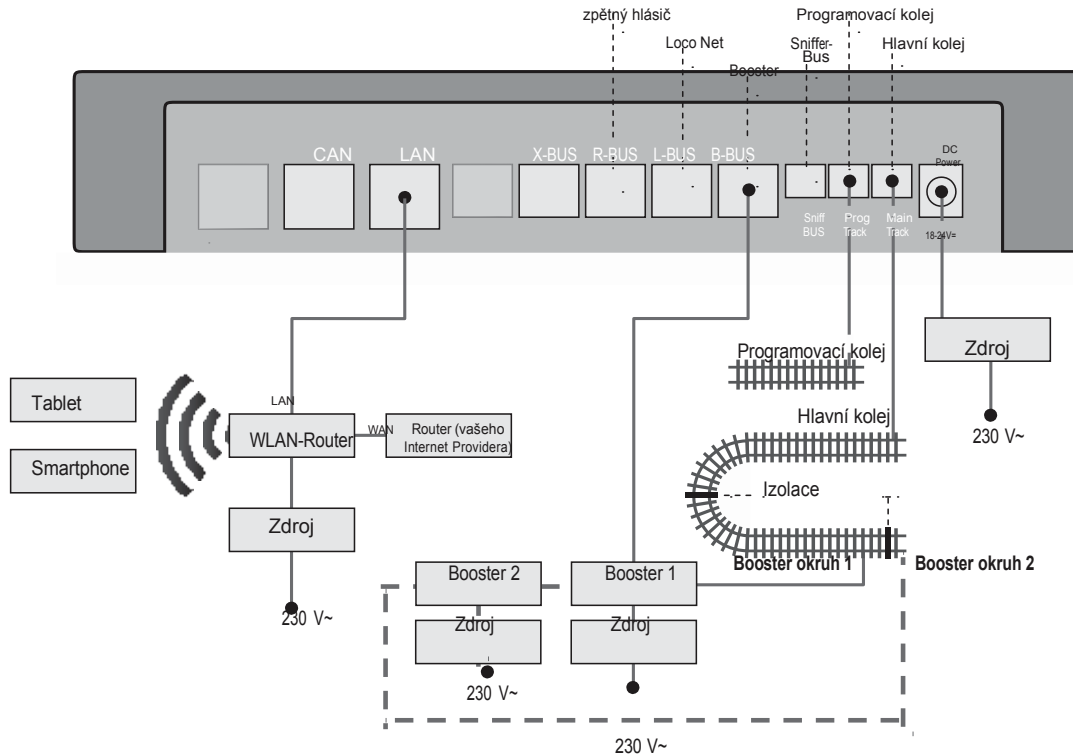 zpětný hlásič
Programovací kolej
Loco Net
Sniffer-
Bus
Hlavní kolej
Booster
CAN
LAN
X-BUS
R-BUS
L-BUS
B-BUS
DC
Power
Sniff
BUS
Prog
Track
Main
Track
18-24V=
Programovací kolej
Zdroj
Tablet
LAN
Hlavní kolej
WLAN-Router
WAN
Router (vašeho
Internet Providera)
230 V~
Smartphone
Izolace
Zdroj
Booster okruh 1
Booster okruh 2
Booster 2
Booster 1
230 V~
Zdroj
Zdroj
230 V~
230 V~